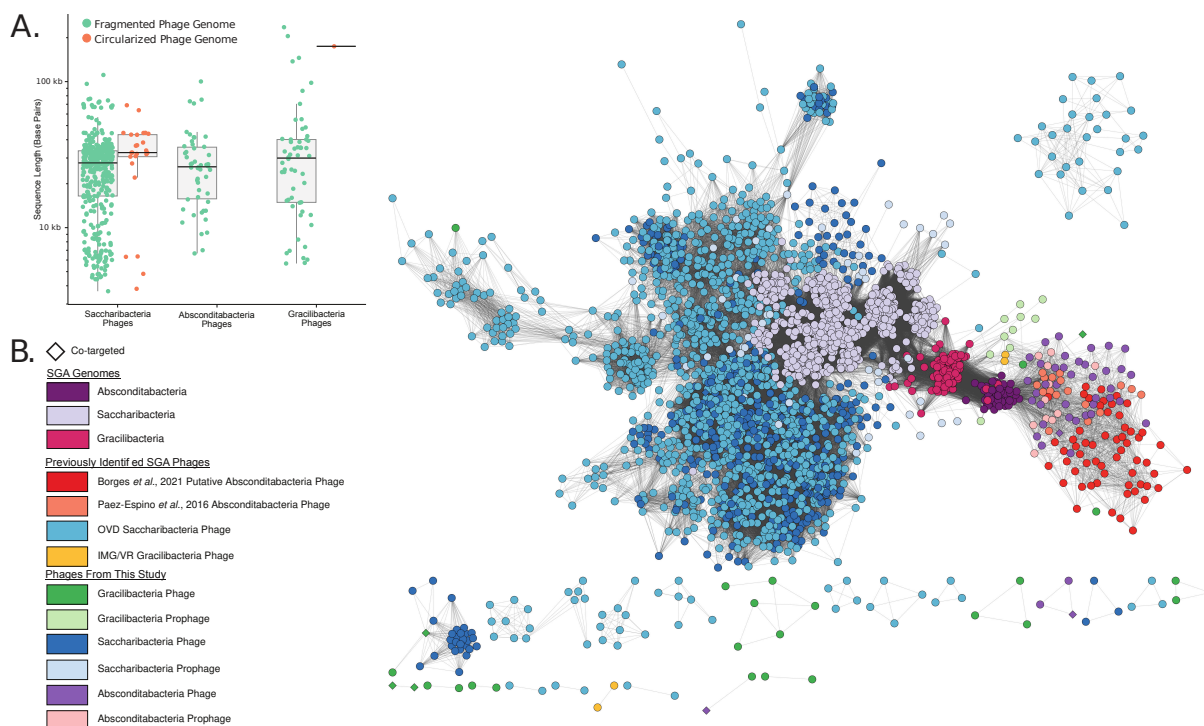 A.
Fragmented Phage Genome
Circularized Phage Genome
Sequence Length (Base Pairs)
100 kb
10 kb
Saccharibacteria Phages
Absconditabacteria Phages
Gracilibacteria Phages
B.
Co-targeted
SGA Genomes
Absconditabacteria
Saccharibacteria
Gracilibacteria
Previously Identifed SGA Phages
Borges et al., 2021 Putative Absconditabacteria Phage
Paez-Espino et al., 2016 Absconditabacteria Phage
OVD Saccharibacteria Phage
IMG/VR Gracilibacteria Phage
Phages From This Study
Gracilibacteria Phage
Gracilibacteria Prophage
Saccharibacteria Phage
Saccharibacteria Prophage
Absconditabacteria Phage
Absconditabacteria Prophage